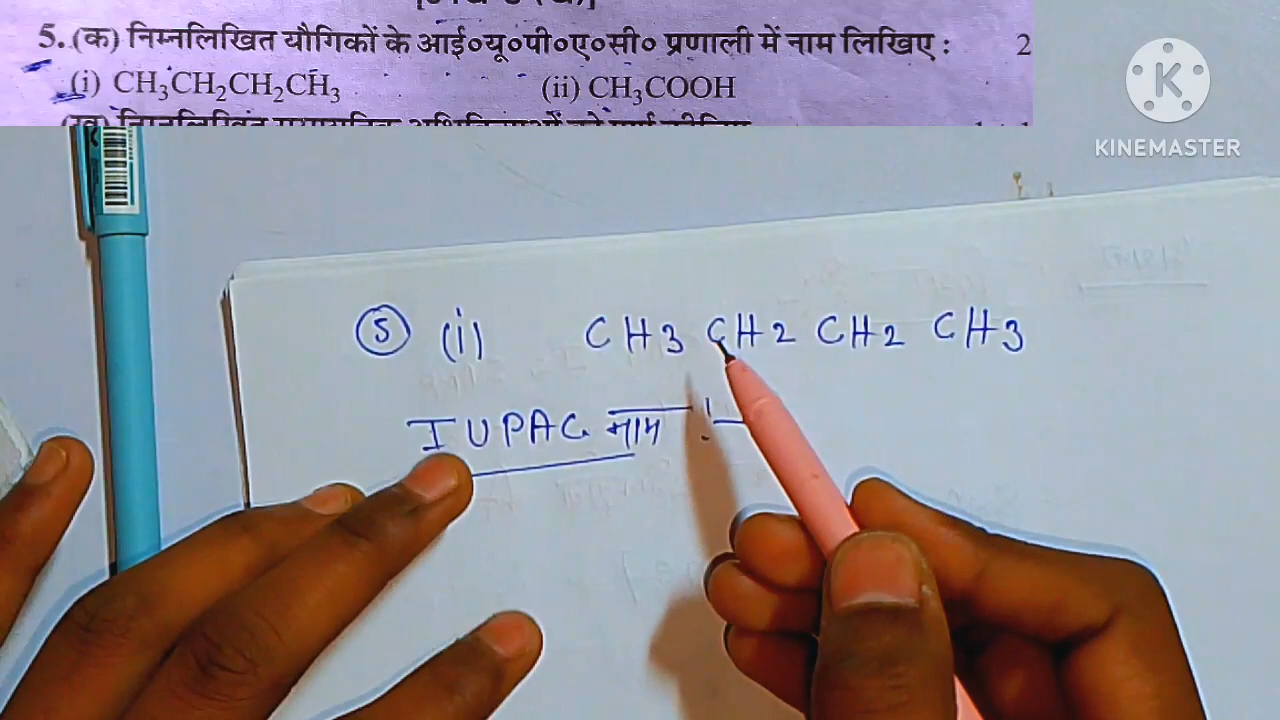 5. (क) निम्नलिखित यौगिकों के आई०यू०पी०ए०सी० प्रणाली में नाम लिखिए : 2
(i) CH₃CH₂CH₂CH₃ (ii) CH₃COOH
K
KINEMASTER
5 (i) CH3 CH2 CH2 CH3
IUPAC नाम :-